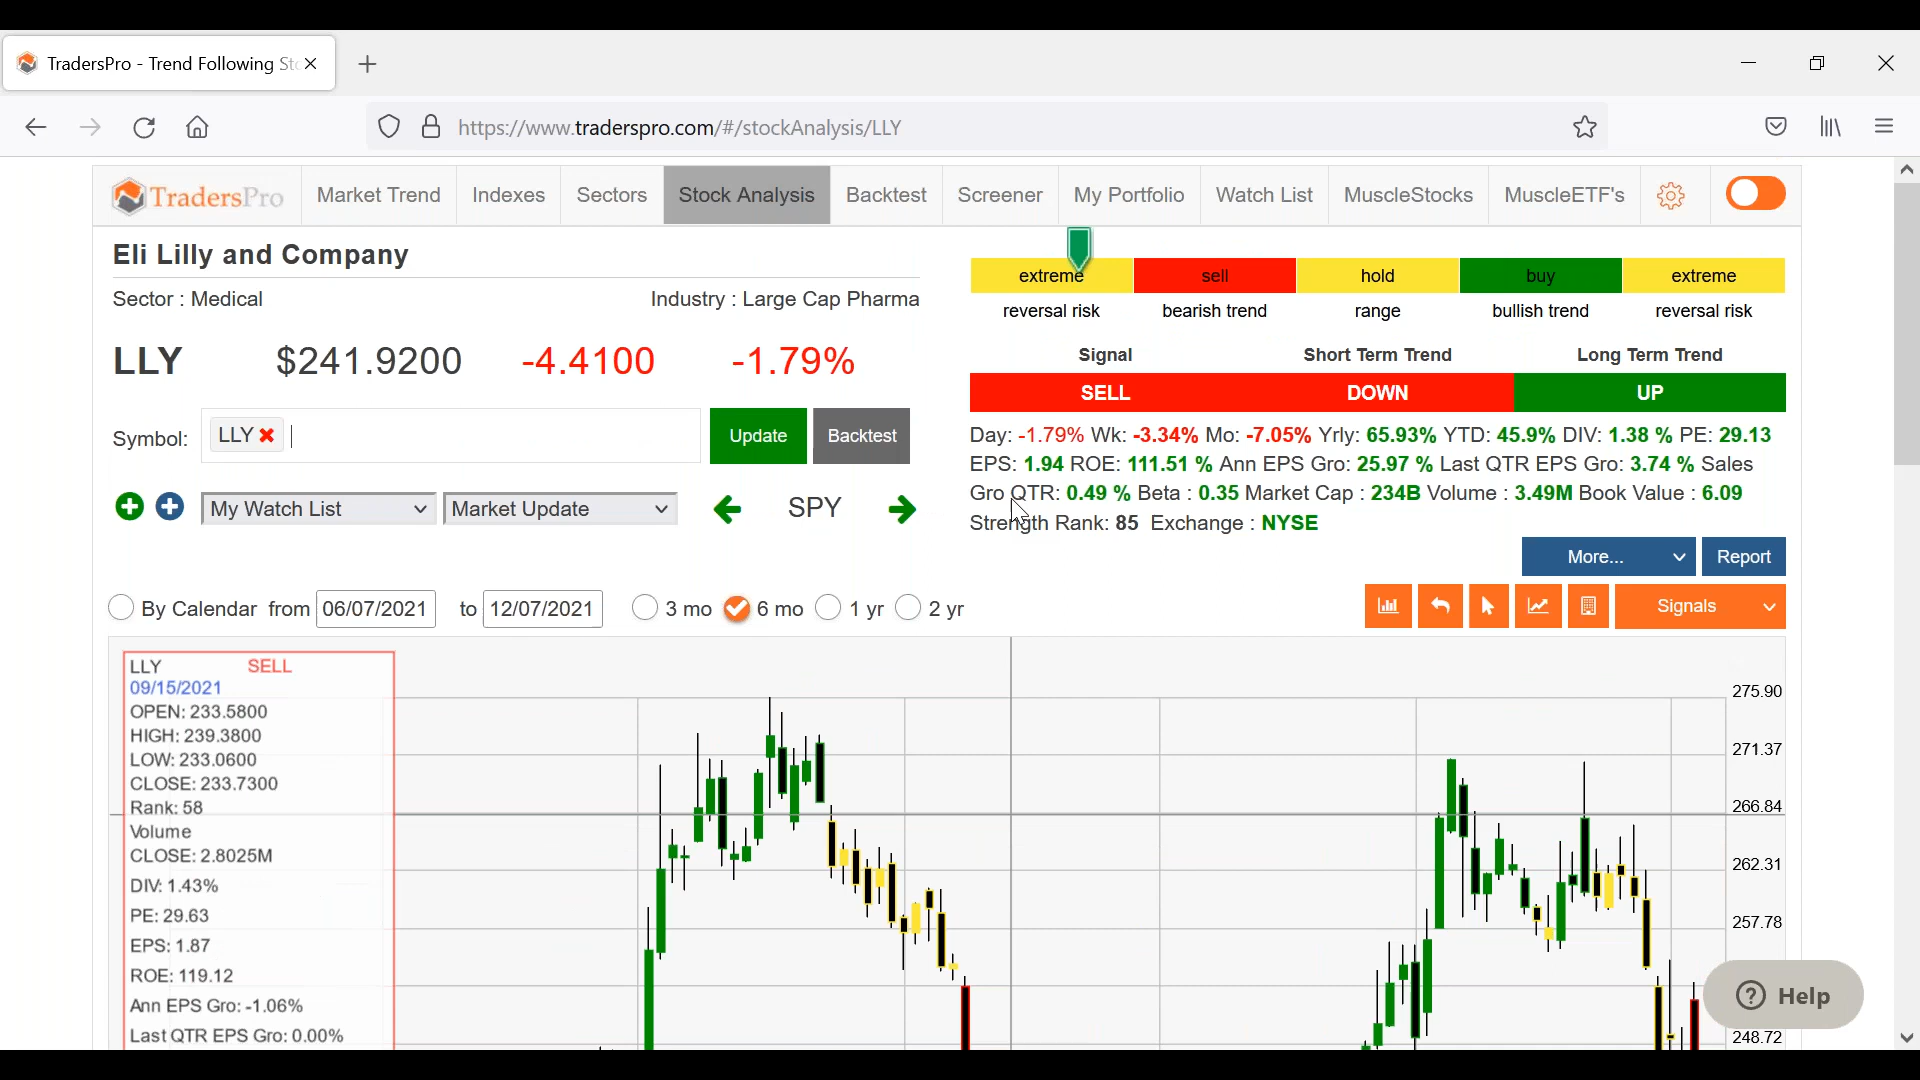 TradersPro - Trend Following Sto
https://www.traderspro.com/#/stockAnalysis/LLY
TradersPro Market Trend Indexes Sectors Stock Analysis Backtest Screener My Portfolio Watch List MuscleStocks MuscleETF's
Eli Lilly and Company
Sector : Medical Industry : Large Cap Pharma
LLY $241.9200 -4.4100 -1.79%
Symbol: LLY Update Backtest
My Watch List Market Update SPY
extreme sell hold buy extreme
reversal risk bearish trend range bullish trend reversal risk
Signal Short Term Trend Long Term Trend
SELL DOWN UP
Day: -1.79% Wk: -3.34% Mo: -7.05% Yrly: 65.93% YTD: 45.9% DIV: 1.38 % PE: 29.13
EPS: 1.94 ROE: 111.51 % Ann EPS Gro: 25.97 % Last QTR EPS Gro: 3.74 % Sales
Gro QTR: 0.49 % Beta : 0.35 Market Cap : 234B Volume : 3.49M Book Value : 6.09
Strength Rank: 85 Exchange : NYSE
More... Report
By Calendar from 06/07/2021 to 12/07/2021 3 mo 6 mo 1 yr 2 yr
Signals
LLY SELL
09/15/2021
OPEN: 233.5800
HIGH: 239.3800
LOW: 233.0600
CLOSE: 233.7300
Rank: 58
Volume
CLOSE: 2.8025M
DIV: 1.43%
PE: 29.63
EPS: 1.87
ROE: 119.12
Ann EPS Gro: -1.06%
Last QTR EPS Gro: 0.00%
275.90
271.37
266.84
262.31
257.78
248.72
Help